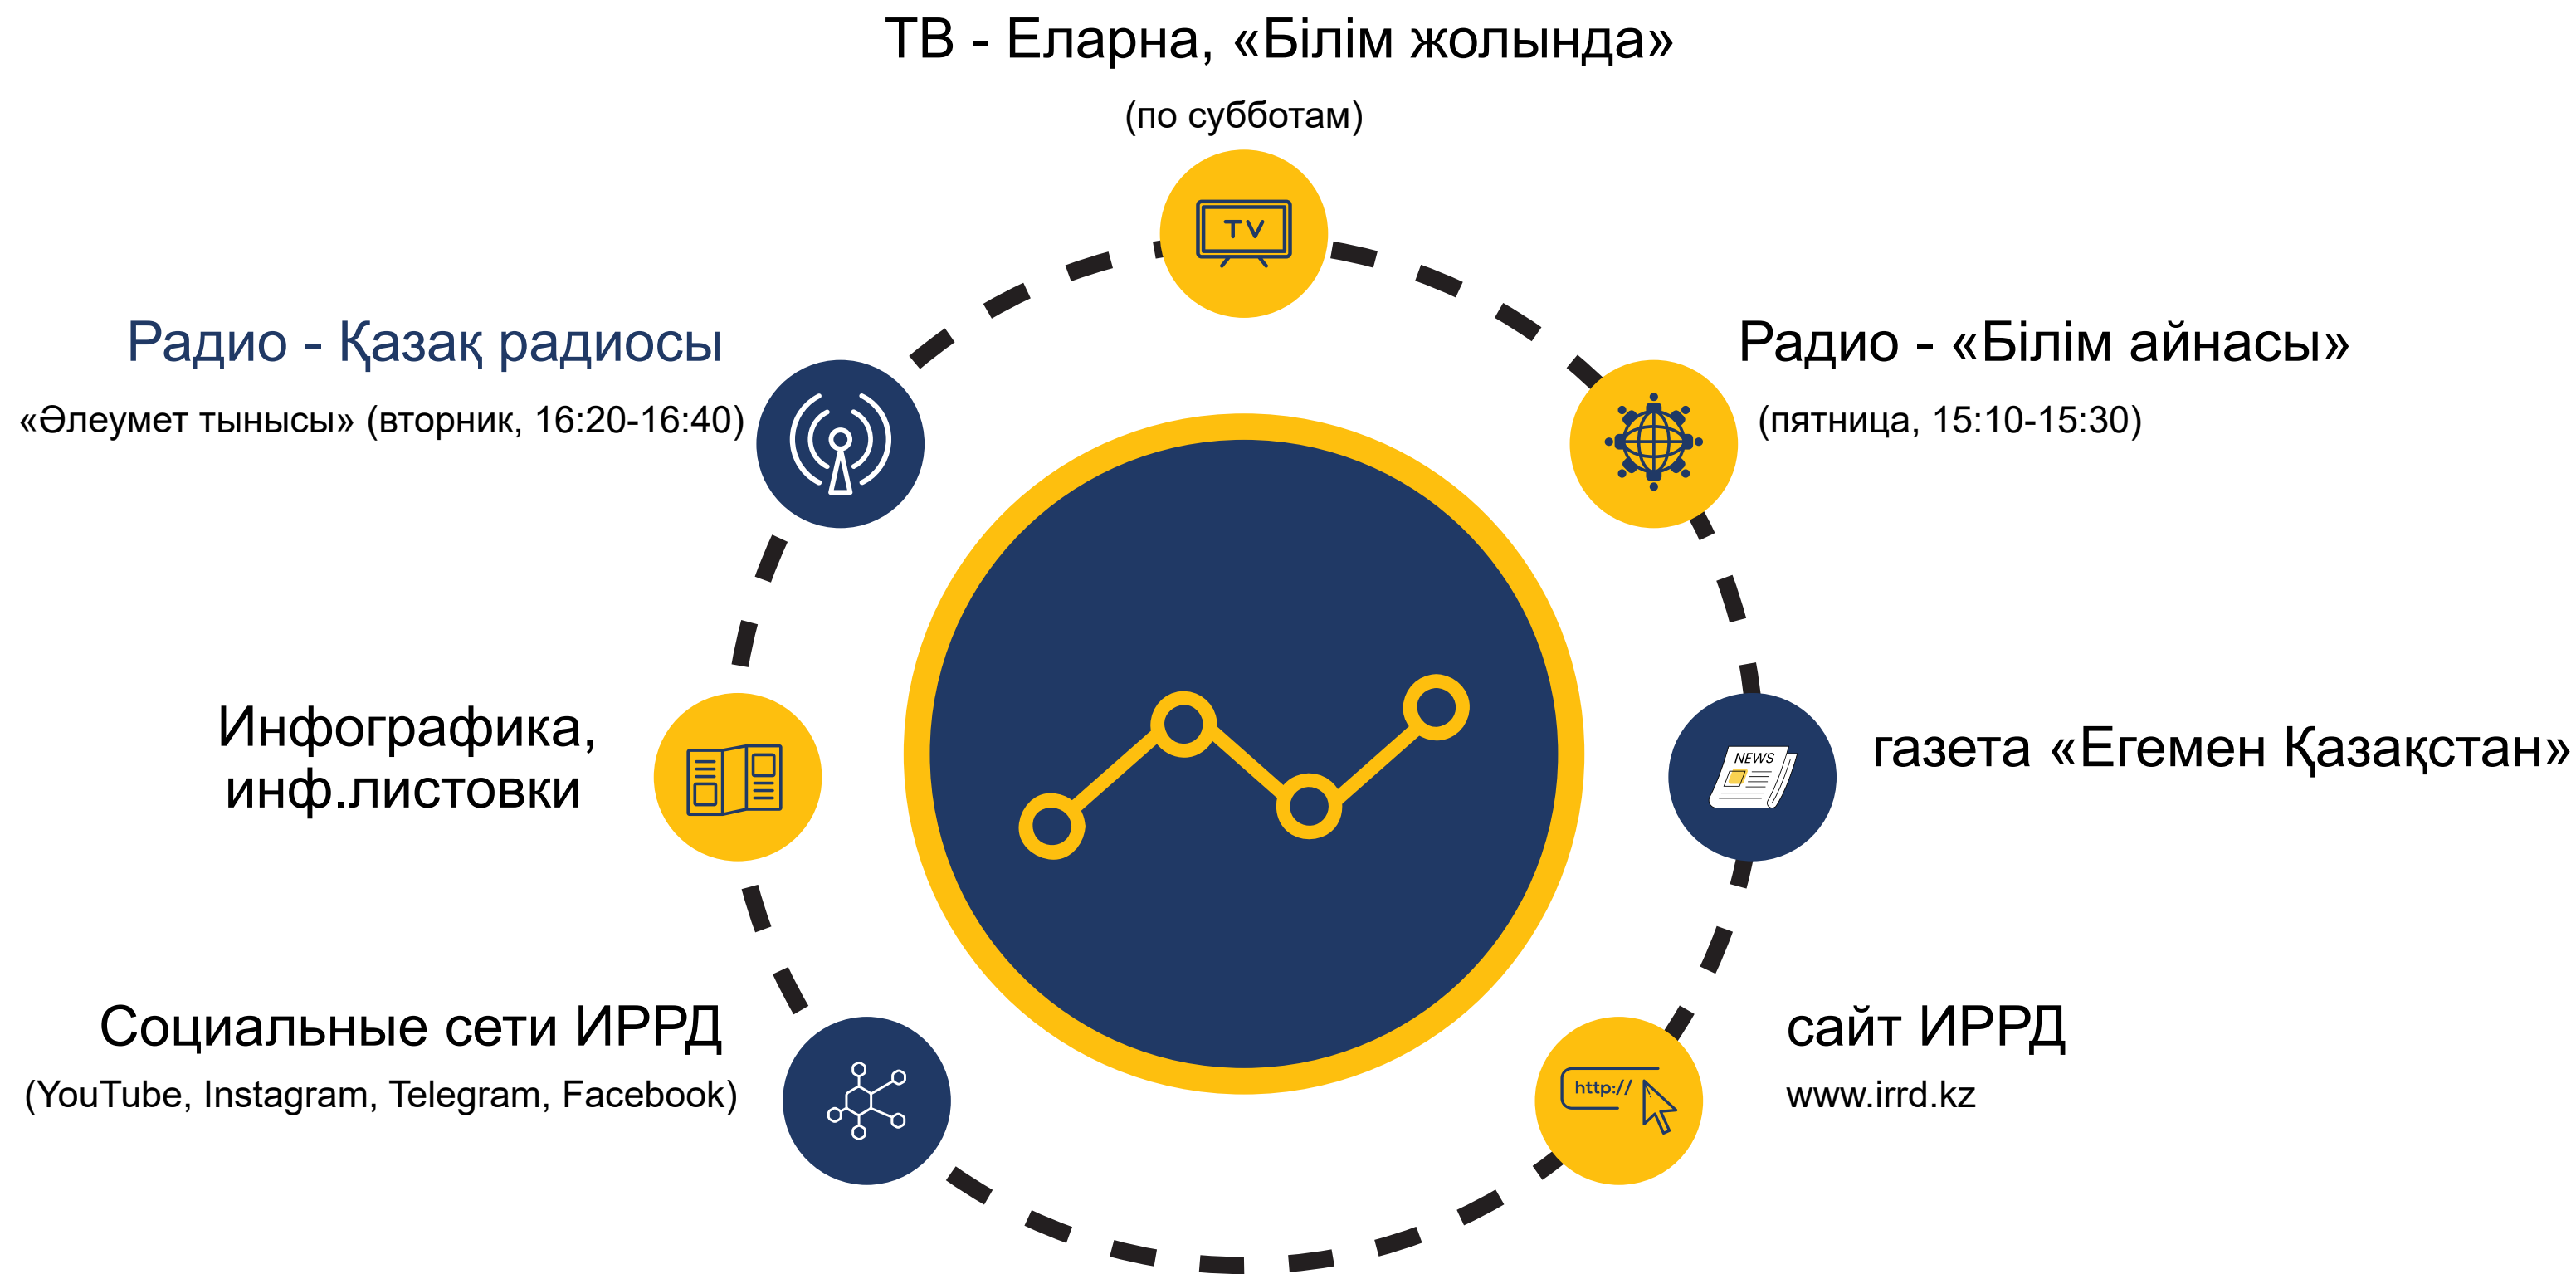 ТВ - Еларна, «Білім жолында»
(по субботам)
TV
Радио - Қазақ радиосы
«Әлеумет тынысы» (вторник, 16:20-16:40)
Радио - «Білім айнасы»
(пятница, 15:10-15:30)
Инфографика,
инф.листовки
NEWS
газета «Егемен Қазақстан»
Социальные сети ИРРД
(YouTube, Instagram, Telegram, Facebook)
http://
сайт ИРРД
www.irrd.kz